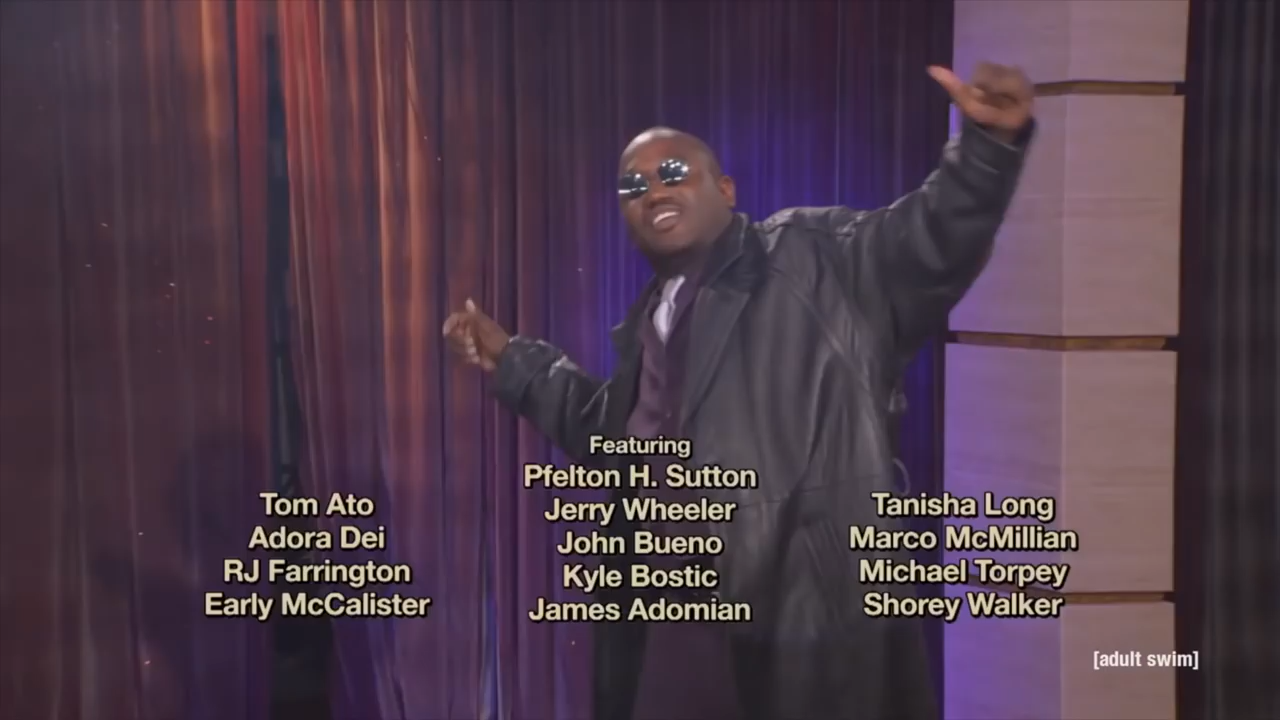 Featuring
Tom Ato
Adora Dei
RJ Farrington
Early McCalister
Pfelton H. Sutton
Jerry Wheeler
John Bueno
Kyle Bostic
James Adomian
Tanisha Long
Marco McMillian
Michael Torpey
Shorey Walker
[adult swim]